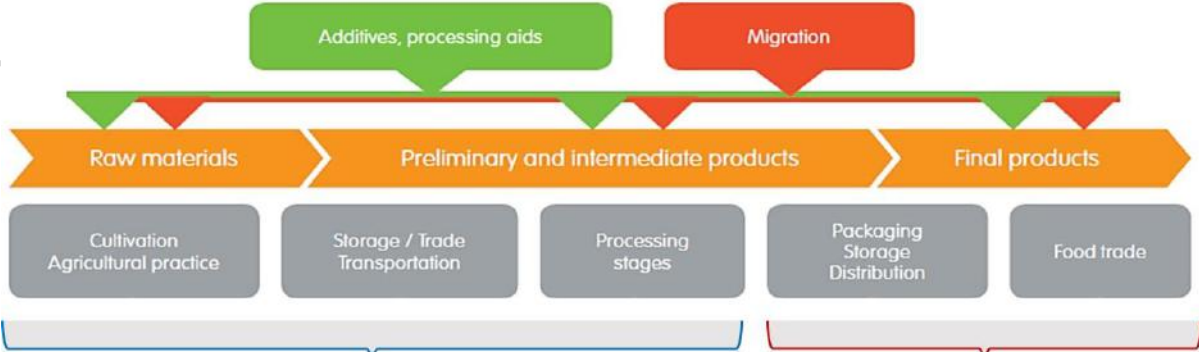 Additives, processing aids
Migration
Raw materials
Preliminary and intermediate products
Final products
Cultivation
Agricultural practice
Storage / Trade
Transportation
Processing
stages
Packaging
Storage
Distribution
Food trade